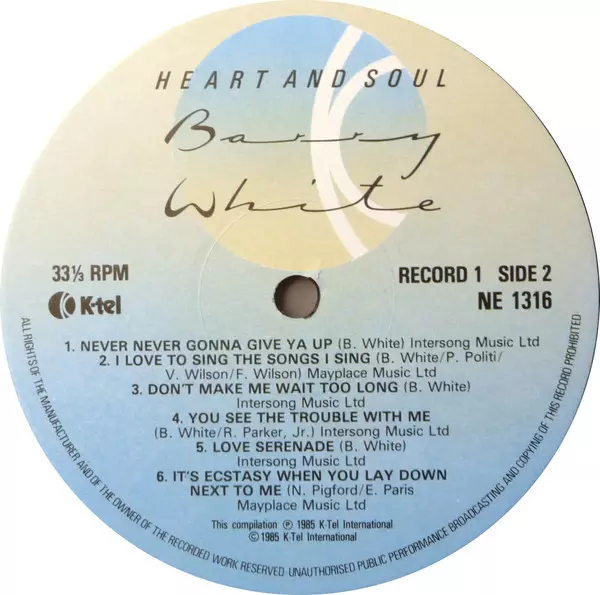 HEART AND SOUL
Barry
White
33⅓ RPM
K-tel
RECORD 1 SIDE 2
NE 1316
1. NEVER NEVER GONNA GIVE YA UP (B. White) Intersong Music Ltd
2. I LOVE TO SING THE SONGS I SING (B. White/P. Politi/
V. Wilson/F. Wilson) Mayplace Music Ltd
3. DON'T MAKE ME WAIT TOO LONG (B. White)
Intersong Music Ltd
4. YOU SEE THE TROUBLE WITH ME
(B. White/R. Parker, Jr.) Intersong Music Ltd
5. LOVE SERENADE (B. White)
Intersong Music Ltd
6. IT'S ECSTASY WHEN YOU LAY DOWN
NEXT TO ME (N. Pigford/E. Paris
Mayplace Music Ltd
This compilation ℗ 1985 K-Tel International
© 1985 K-Tel International
ALL RIGHTS OF THE MANUFACTURER AND OF THE OWNER OF THE RECORDED WORK RESERVED · UNAUTHORISED PUBLIC PERFORMANCE BROADCASTING AND COPYING OF THIS RECORD PROHIBITED